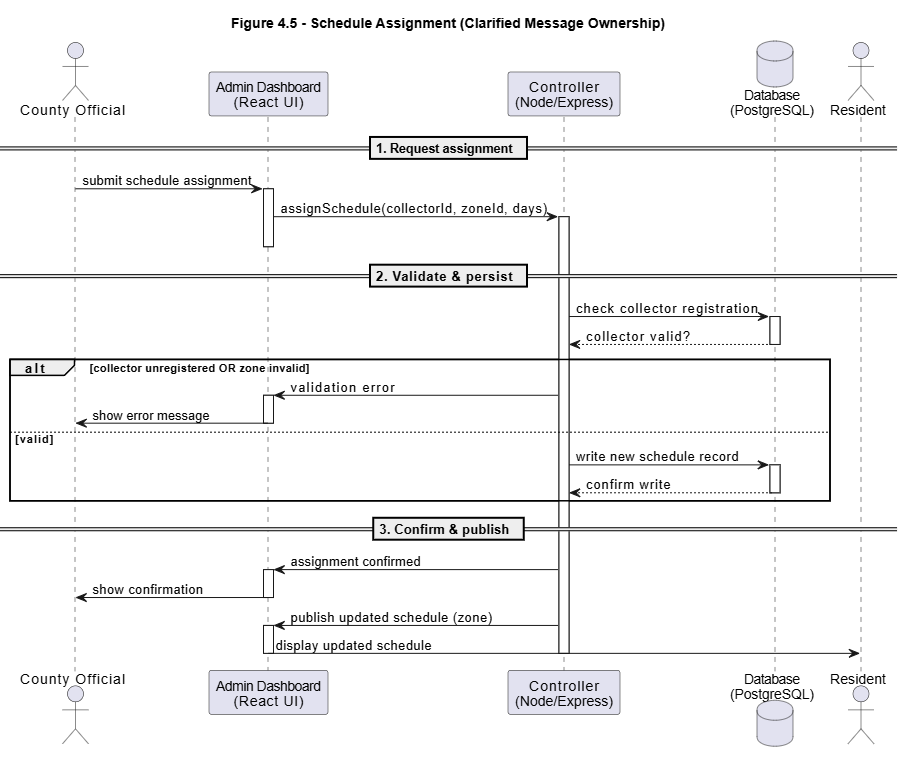 Figure 4.5 - Schedule Assignment (Clarified Message Ownership)
County Official
Admin Dashboard
(React UI)
Controller
(Node/Express)
Database
(PostgreSQL)
Resident
1. Request assignment
submit schedule assignment
assignSchedule(collectorId, zoneId, days)
2. Validate & persist
check collector registration
collector valid?
alt
[collector unregistered OR zone invalid]
validation error
show error message
[valid]
write new schedule record
confirm write
3. Confirm & publish
assignment confirmed
show confirmation
publish updated schedule (zone)
display updated schedule
County Official
Admin Dashboard
(React UI)
Controller
(Node/Express)
Database
(PostgreSQL)
Resident